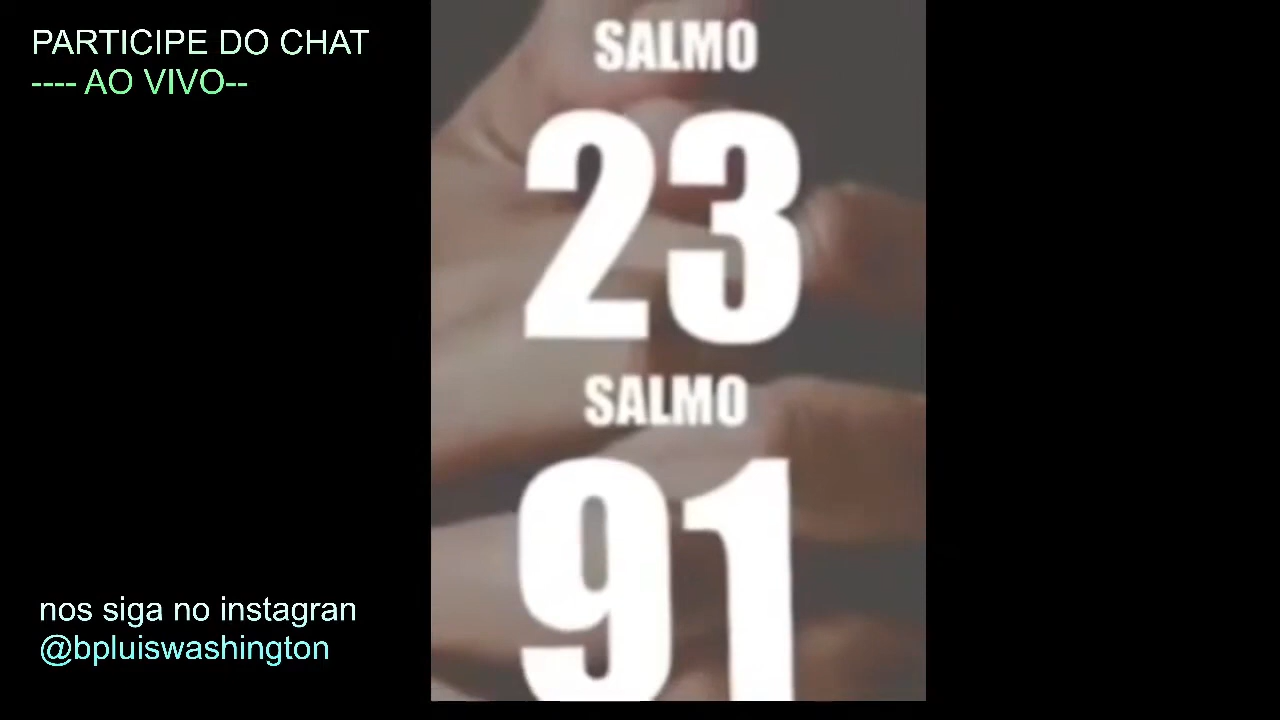 PARTICIPE DO CHAT
---- AO VIVO--
SALMO
23
SALMO
91
nos siga no instagran
@bpluiswashington